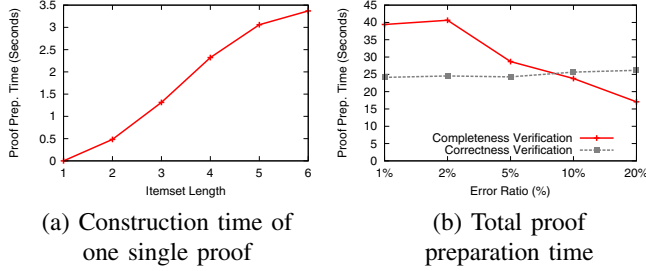 Proof Prep. Time (Seconds)
3.5
3
2.5
2
1.5
1
0.5
0
1 2 3 4 5 6
Itemset Length
(a) Construction time of
one single proof
Proof Prep. Time (Seconds)
45
40
35
30
25
20
15
10
5
0
Completeness Verification
Correctness Verification
1% 2% 5% 10% 20%
Error Ratio (%)
(b) Total proof
preparation time